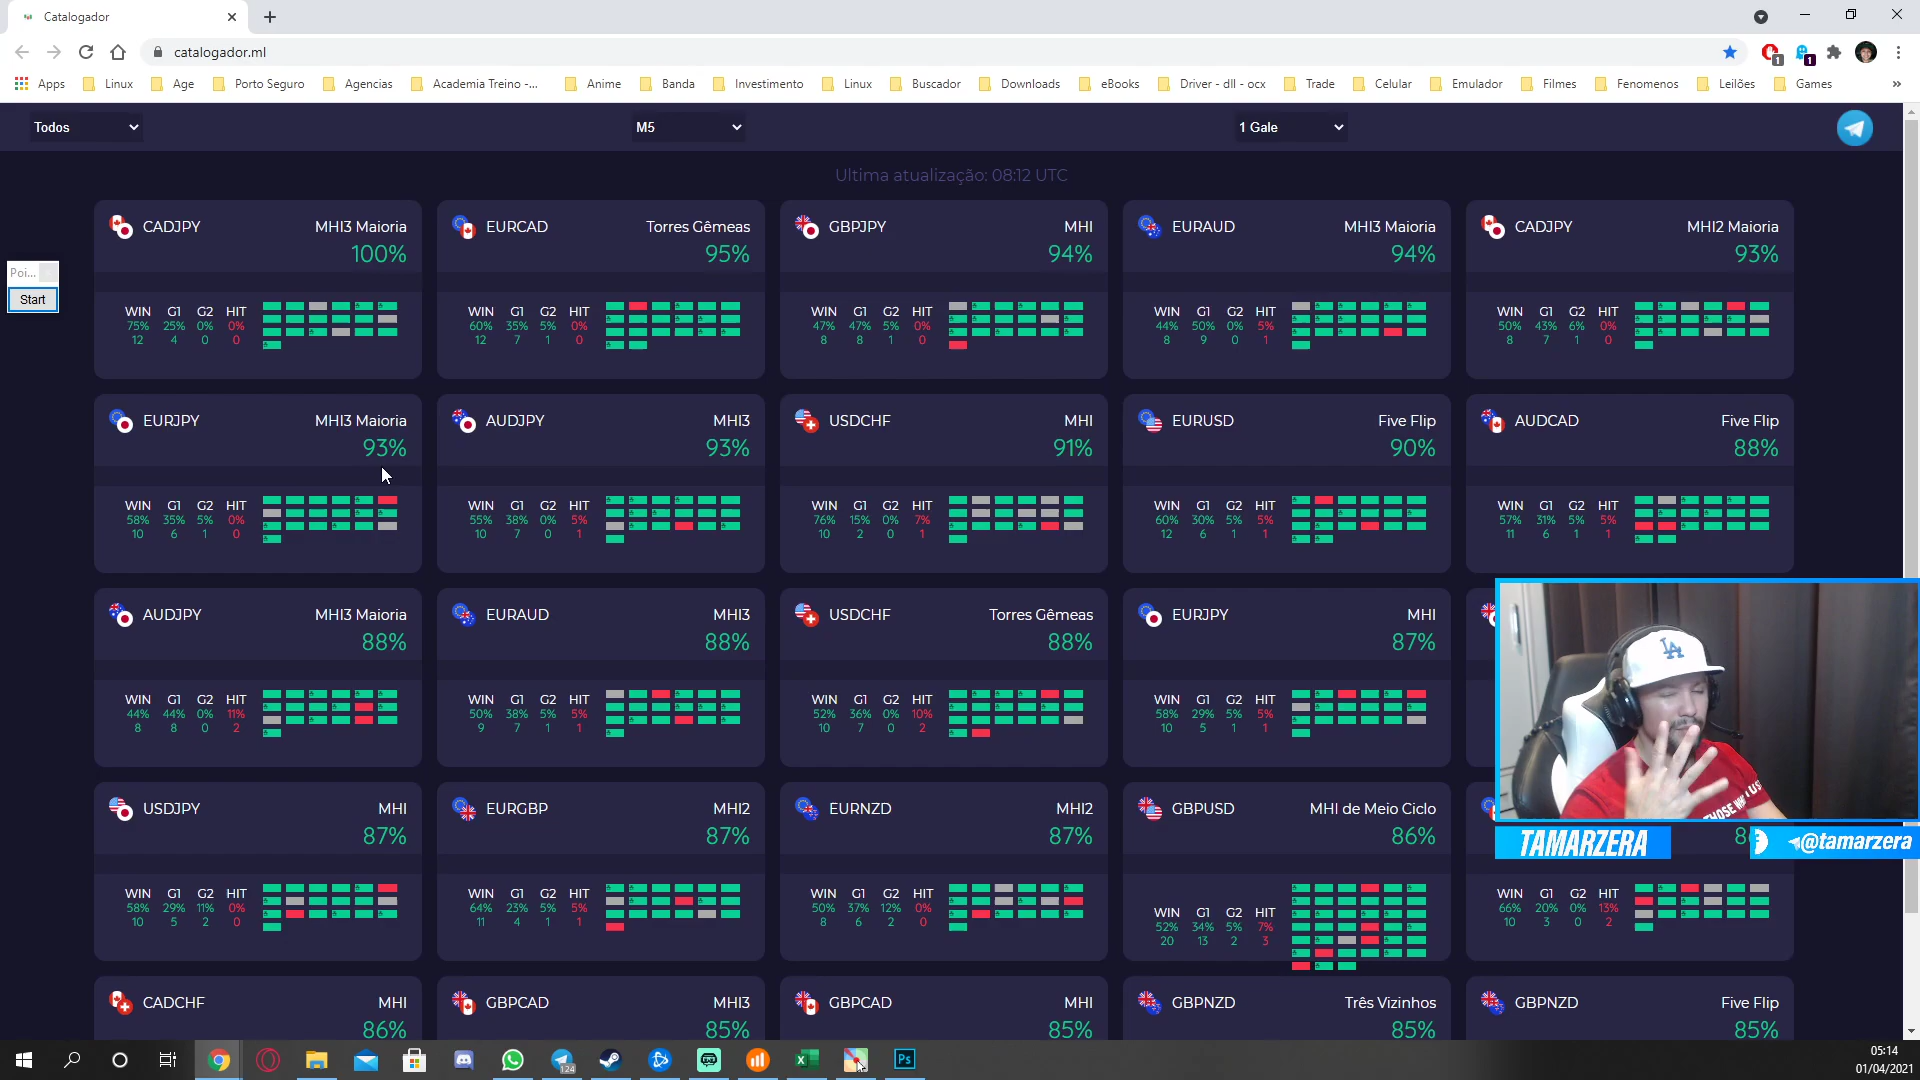 Catalogador
catalogador.ml
1
1
Apps Linux Age Porto Seguro Agencias Academia Treino -... Anime Banda Investimento Linux Buscador Downloads eBooks Driver - dll - ocx Trade Celular Emulador Filmes Fenomenos Leilões Games »
Todos M5 1 Gale
Ultima atualização: 08:12 UTC
Poi...
Start
CADJPY MHI3 Maioria
100%
WIN G1 G2 HIT
75% 25% 0% 0%
12 4 0 0
EURCAD Torres Gêmeas
95%
WIN G1 G2 HIT
60% 35% 5% 0%
12 7 1 0
GBPJPY MHI
94%
WIN G1 G2 HIT
47% 47% 5% 0%
8 8 1 0
EURAUD MHI3 Maioria
94%
WIN G1 G2 HIT
44% 50% 0% 5%
8 9 0 1
CADJPY MHI2 Maioria
93%
WIN G1 G2 HIT
50% 43% 6% 0%
8 7 1 0
EURJPY MHI3 Maioria
93%
WIN G1 G2 HIT
58% 35% 5% 0%
10 6 1 0
AUDJPY MHI3
93%
WIN G1 G2 HIT
55% 38% 0% 5%
10 7 0 1
USDCHF MHI
91%
WIN G1 G2 HIT
76% 15% 0% 7%
10 2 0 1
EURUSD Five Flip
90%
WIN G1 G2 HIT
60% 30% 5% 5%
12 6 1 1
AUDCAD Five Flip
88%
WIN G1 G2 HIT
57% 31% 5% 5%
11 6 1 1
AUDJPY MHI3 Maioria
88%
WIN G1 G2 HIT
44% 44% 0% 11%
8 8 0 2
EURAUD MHI3
88%
WIN G1 G2 HIT
50% 38% 5% 5%
9 7 1 1
USDCHF Torres Gêmeas
88%
WIN G1 G2 HIT
52% 36% 0% 10%
10 7 0 2
EURJPY MHI
87%
WIN G1 G2 HIT
58% 29% 5% 5%
10 5 1 1
LA
THOSE WHO
US
TAMARZERA
@tamarzera
USDJPY MHI
87%
WIN G1 G2 HIT
58% 29% 11% 0%
10 5 2 0
EURGBP MHI2
87%
WIN G1 G2 HIT
64% 23% 5% 5%
11 4 1 1
EURNZD MHI2
87%
WIN G1 G2 HIT
50% 37% 12% 0%
8 6 2 0
GBPUSD MHI de Meio Ciclo
86%
WIN G1 G2 HIT
52% 34% 5% 7%
20 13 2 3
8
WIN G1 G2 HIT
66% 20% 0% 13%
10 3 0 2
CADCHF MHI
86%
GBPCAD MHI3
85%
GBPCAD MHI
85%
GBPNZD Três Vizinhos
85%
GBPNZD Five Flip
85%
124
Ps
05:14
01/04/2021